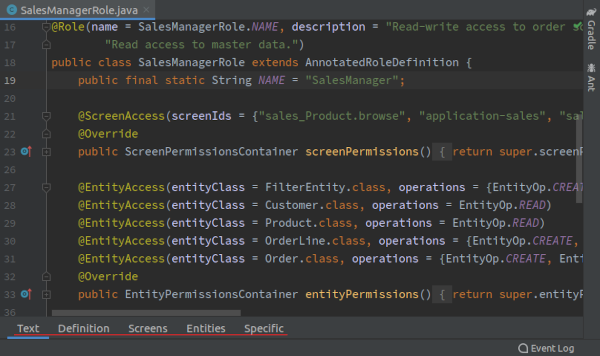 SalesManagerRole.java
16 @Role(name = SalesManagerRole.NAME, description = "Read-write access to order
17 "Read access to master data.")
18 public class SalesManagerRole extends AnnotatedRoleDefinition {
19 public final static String NAME = "SalesManager";
20
21 @ScreenAccess(screenIds = {"sales_Product.browse", "application-sales", "sal
22 @Override
23 public ScreenPermissionsContainer screenPermissions() { return super.screenP
26
27 @EntityAccess(entityClass = FilterEntity.class, operations = {EntityOp.CREAT
28 @EntityAccess(entityClass = Customer.class, operations = EntityOp.READ)
29 @EntityAccess(entityClass = Product.class, operations = EntityOp.READ)
30 @EntityAccess(entityClass = OrderLine.class, operations = {EntityOp.CREATE,
31 @EntityAccess(entityClass = Order.class, operations = {EntityOp.CREATE, Enti
32 @Override
33 public EntityPermissionsContainer entityPermissions() { return super.entityP
36
Text Definition Screens Entities Specific
Event Log
Gradle
Ant